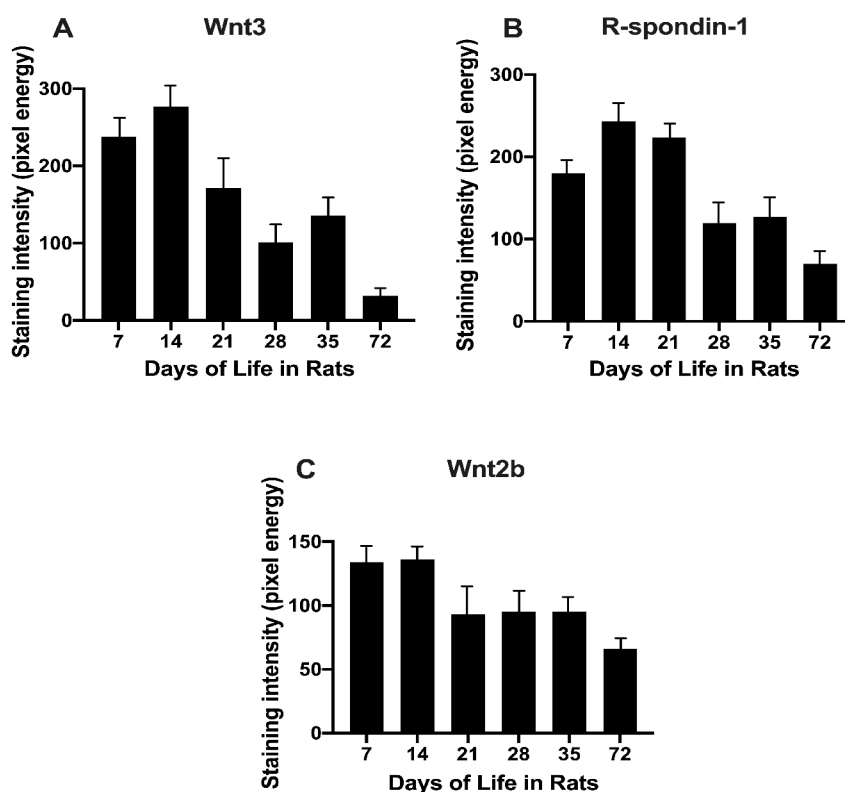 A Wnt3
Staining intensity (pixel energy)
300
200
100
0
7 14 21 28 35 72
Days of Life in Rats
B R-spondin-1
Staining intensity (pixel energy)
300
200
100
0
7 14 21 28 35 72
Days of Life in Rats
C Wnt2b
Staining intensity (pixel energy)
150
100
50
0
7 14 21 28 35 72
Days of Life in Rats